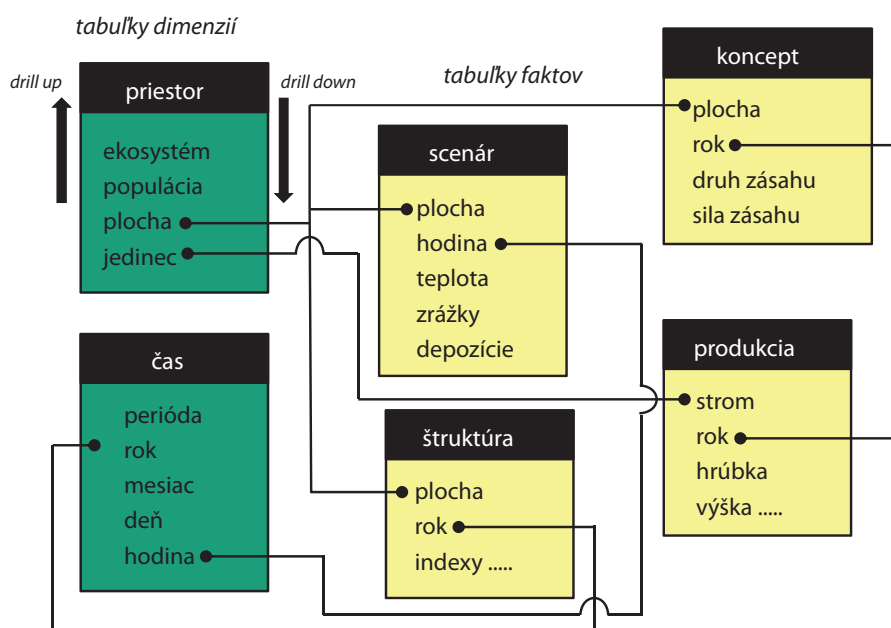 tabuľky dimenzií
drill up
drill down
priestor
ekosystém
populácia
plocha
jedinec
čas
perióda
rok
mesiac
deň
hodina
tabuľky faktov
scenár
plocha
hodina
teplota
zrážky
depozície
štruktúra
plocha
rok
indexy .....
koncept
plocha
rok
druh zásahu
sila zásahu
produkcia
strom
rok
hrúbka
výška .....